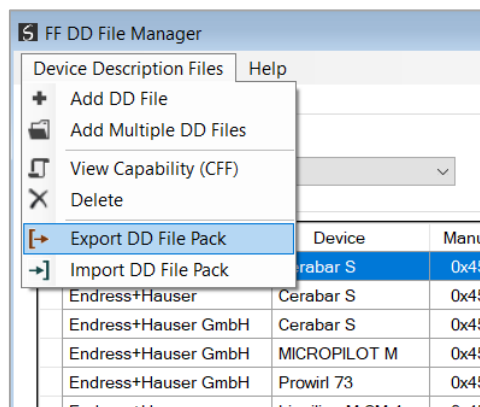 FF DD File Manager
Device Description Files Help
Add DD File
Add Multiple DD Files
View Capability (CFF)
Delete
Export DD File Pack
Import DD File Pack
Device
erabar S
Endress+Hauser Cerabar S
Endress+Hauser GmbH Cerabar S
Endress+Hauser GmbH MICROPILOT M
Endress+Hauser GmbH Prowirl 73